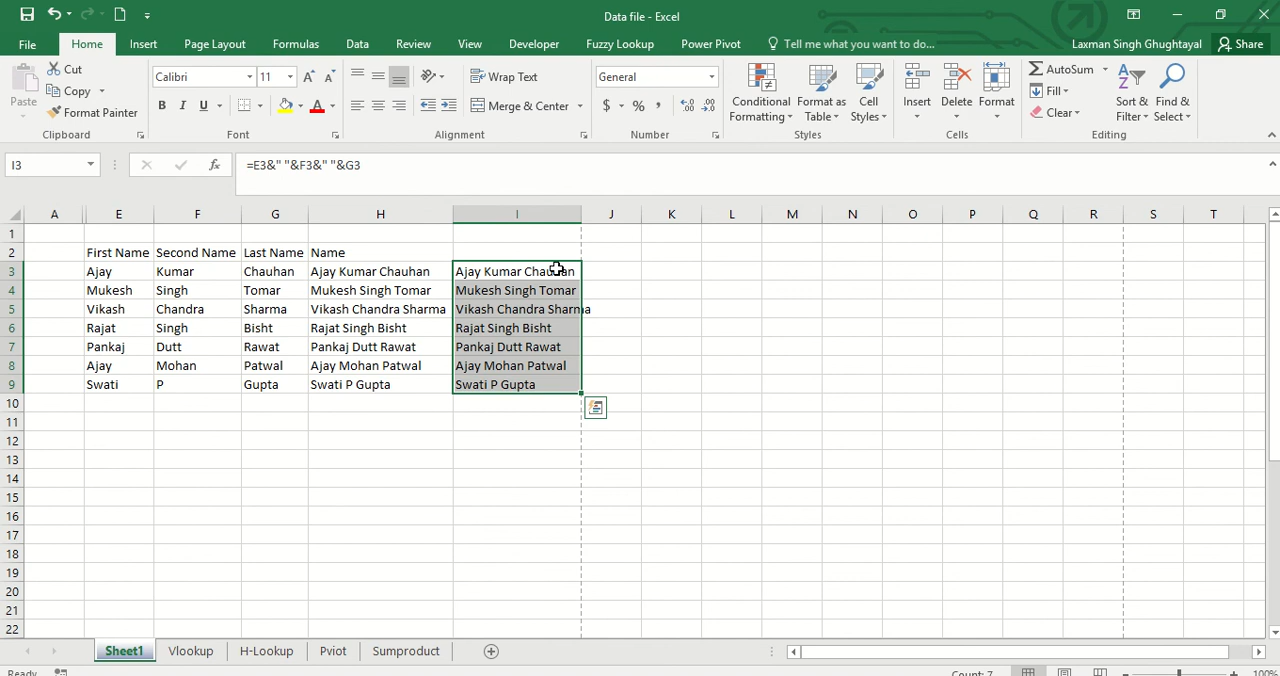 Data file - Excel
File Home Insert Page Layout Formulas Data Review View Developer Fuzzy Lookup Power Pivot Tell me what you want to do... Laxman Singh Ghughtayal Share
Paste
Cut
Copy
Format Painter
Clipboard
Calibri 11
B I U
Font
Wrap Text
Merge & Center
Alignment
General
$ % ,
Number
Conditional Formatting
Format as Table
Cell Styles
Styles
Insert Delete Format
Cells
AutoSum
Fill
Clear
Sort & Filter
Find & Select
Editing
I3 fx =E3&" "&F3&" "&G3
A E F G H I J K L M N O P Q R S T
1
2 First Name Second Name Last Name Name
3 Ajay Kumar Chauhan Ajay Kumar Chauhan Ajay Kumar Chauhan
4 Mukesh Singh Tomar Mukesh Singh Tomar Mukesh Singh Tomar
5 Vikash Chandra Sharma Vikash Chandra Sharma Vikash Chandra Sharma
6 Rajat Singh Bisht Rajat Singh Bisht Rajat Singh Bisht
7 Pankaj Dutt Rawat Pankaj Dutt Rawat Pankaj Dutt Rawat
8 Ajay Mohan Patwal Ajay Mohan Patwal Ajay Mohan Patwal
9 Swati P Gupta Swati P Gupta Swati P Gupta
10
11
12
13
14
15
16
17
18
19
20
21
22
Sheet1 Vlookup H-Lookup Pviot Sumproduct
Ready Count: 7 100%